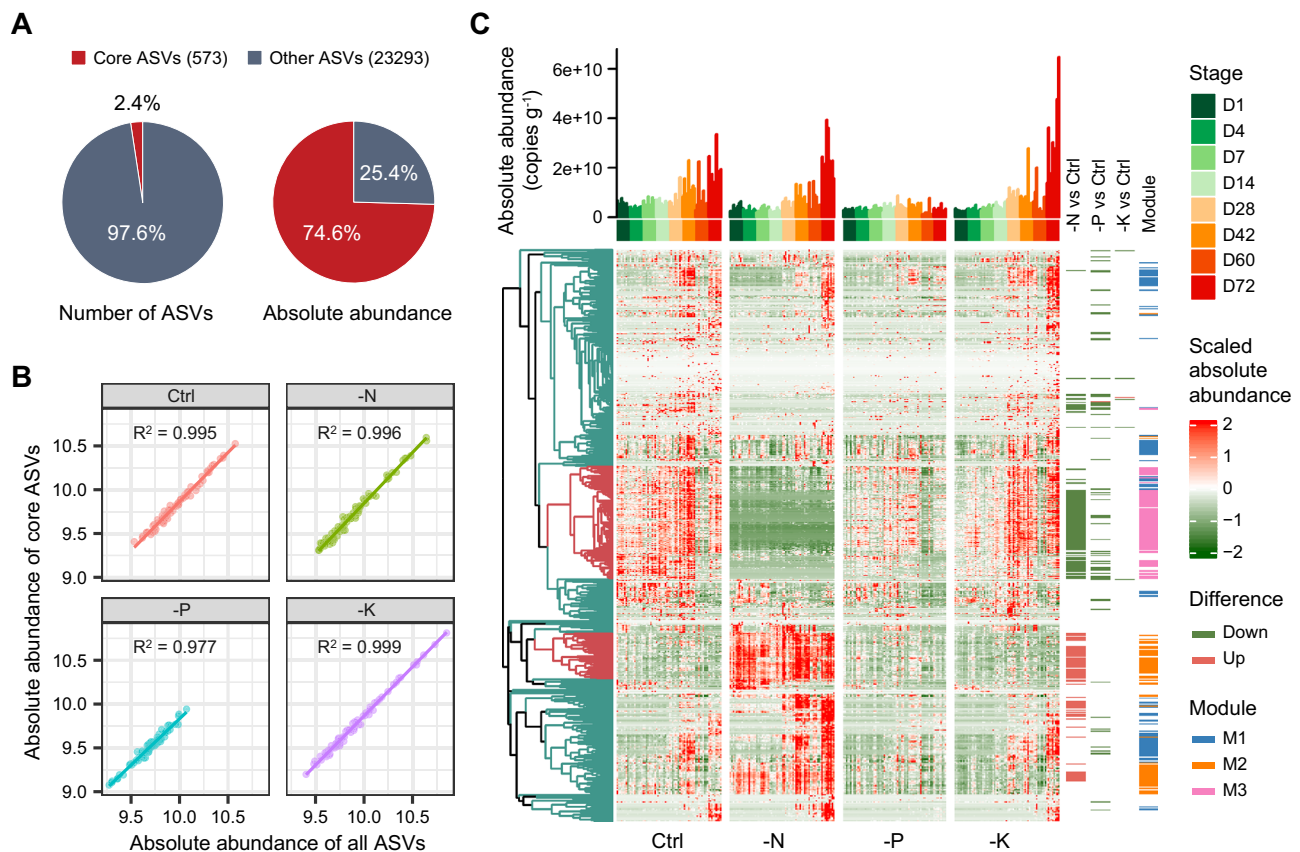 A
Core ASVs (573)
Other ASVs (23293)
2.4%
97.6%
Number of ASVs
25.4%
74.6%
Absolute abundance
B
Absolute abundance of core ASVs
Ctrl
R² = 0.995
-N
R² = 0.996
-P
R² = 0.977
-K
R² = 0.999
10.5
10.0
9.5
9.0
10.5
10.0
9.5
9.0
9.5
10.0
10.5
9.5
10.0
10.5
Absolute abundance of all ASVs
C
Absolute abundance
(copies g⁻¹)
6e+10
4e+10
2e+10
0
-N vs Ctrl
-P vs Ctrl
-K vs Ctrl
Module
Ctrl
-N
-P
-K
Stage
D1
D4
D7
D14
D28
D42
D60
D72
Scaled
absolute
abundance
2
1
0
−1
−2
Difference
Down
Up
Module
M1
M2
M3